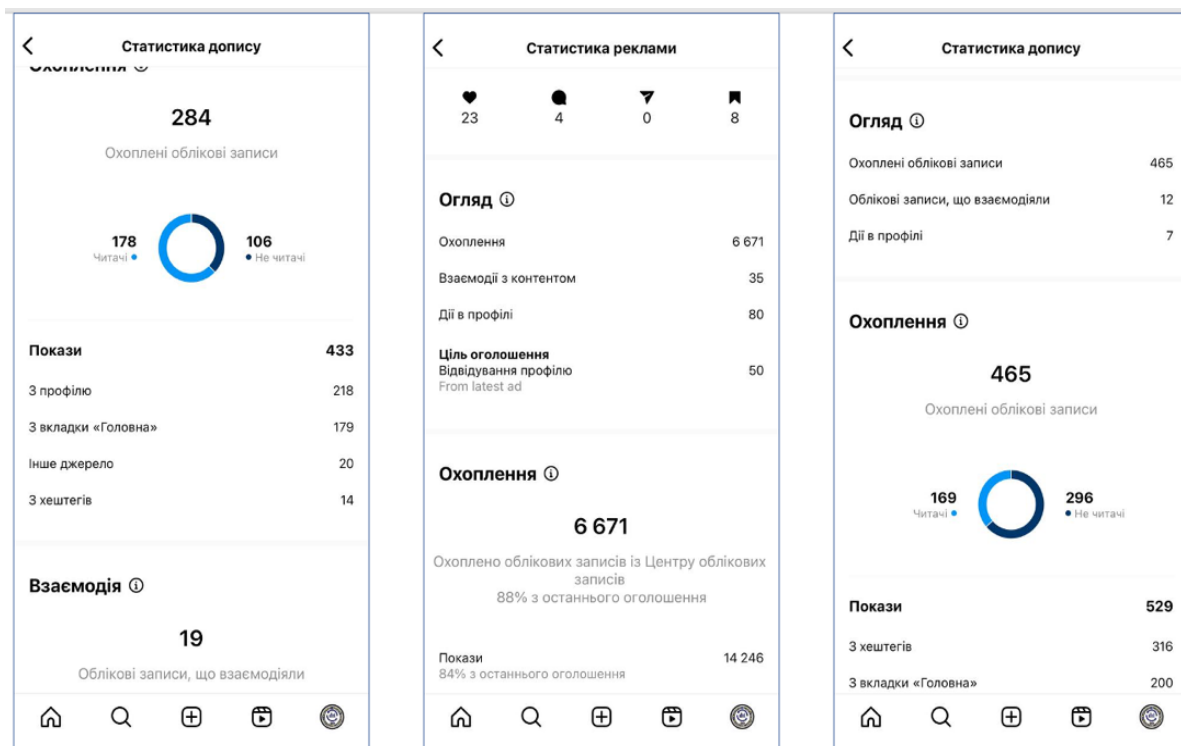 Статистика допису
Охоплення
284
Охоплені облікові записи
178
Читачі
106
Не читачі
Покази 433
З профілю 218
З вкладки «Головна» 179
Інше джерело 20
З хештегів 14
Взаємодія
19
Облікові записи, що взаємодіяли
Статистика реклами
23 4 0 8
Огляд
Охоплення 6 671
Взаємодії з контентом 35
Дії в профілі 80
Ціль оголошення
Відвідування профілю 50
From latest ad
Охоплення
6 671
Охоплено облікових записів із Центру облікових
записів
88% з останнього оголошення
Покази 14 246
84% з останнього оголошення
Статистика допису
Огляд
Охоплені облікові записи 465
Облікові записи, що взаємодіяли 12
Дії в профілі 7
Охоплення
465
Охоплені облікові записи
169
Читачі
296
Не читачі
Покази 529
З хештегів 316
З вкладки «Головна» 200